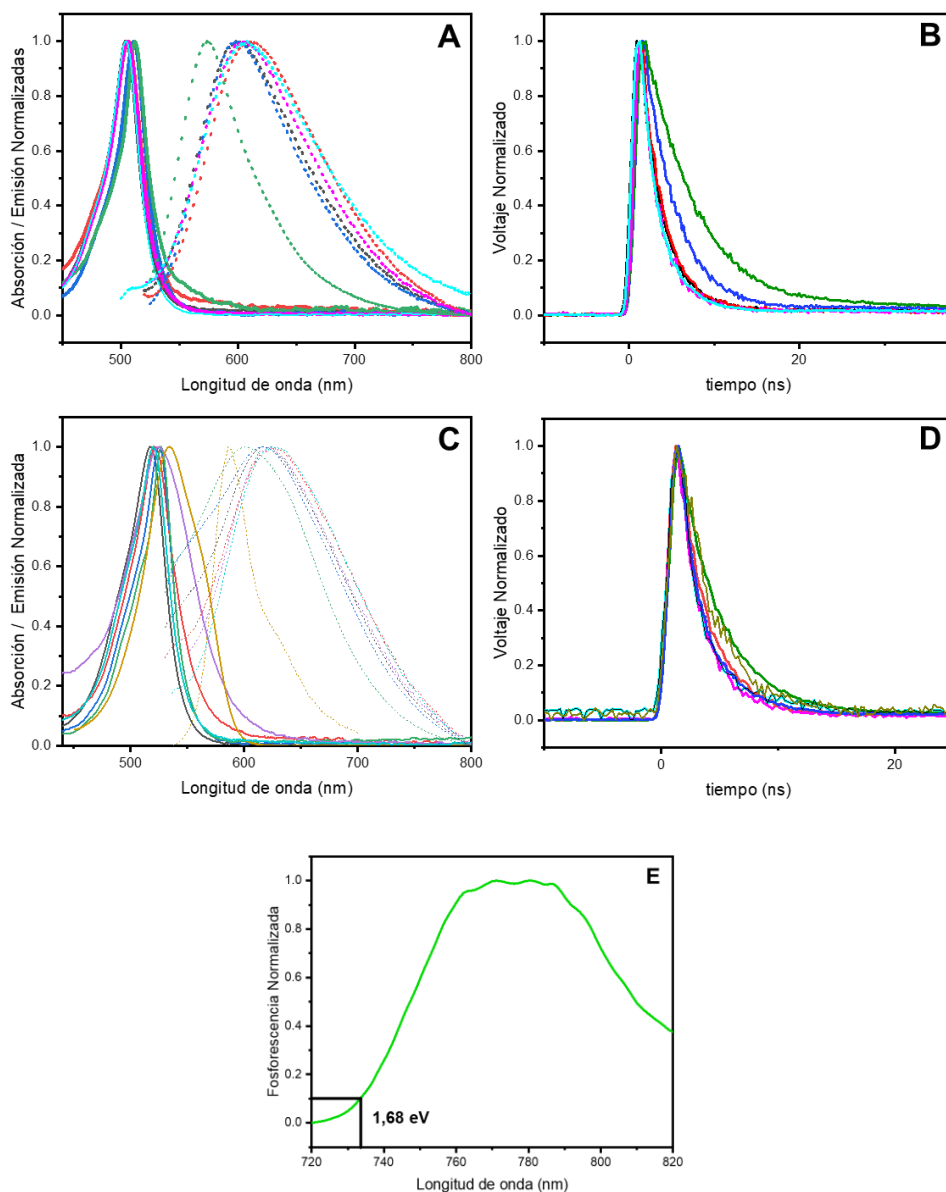 A
Absorción / Emisión Normalizadas
1.0
0.8
0.6
0.4
0.2
0.0
500 600 700 800
Longitud de onda (nm)
B
Voltaje Normalizado
1.0
0.8
0.6
0.4
0.2
0.0
0 20
tiempo (ns)
C
Absorción / Emisión Normalizada
1.0
0.8
0.6
0.4
0.2
0.0
500 600 700 800
Longitud de onda (nm)
D
Voltaje Normalizado
1.0
0.8
0.6
0.4
0.2
0.0
0 20
tiempo (ns)
E
Fosforescencia Normalizada
1.0
0.8
0.6
0.4
0.2
0.0
1,68 eV
720 740 760 780 800 820
Longitud de onda (nm)